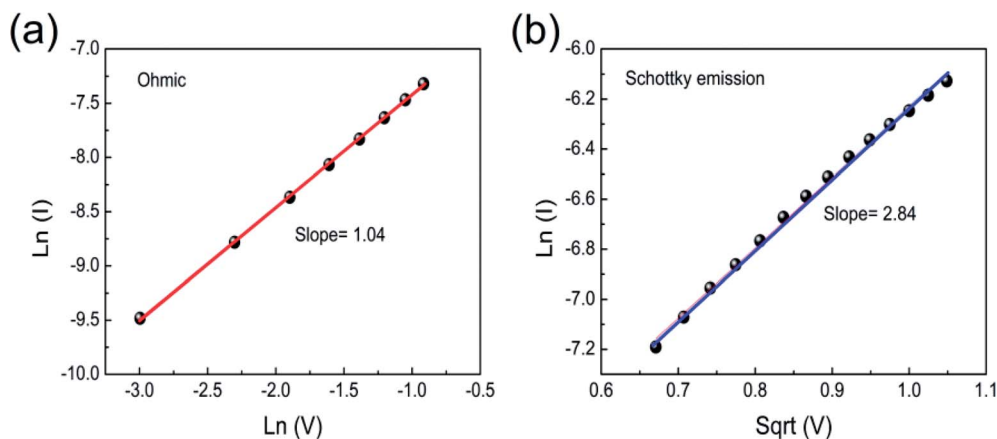 (a)
-7.0
-7.5
-8.0
-8.5
-9.0
-9.5
-10.0
Ln (I)
Ohmic
Slope= 1.04
-3.0 -2.5 -2.0 -1.5 -1.0 -0.5
Ln (V)
(b)
-6.0
-6.2
-6.4
-6.6
-6.8
-7.0
-7.2
Ln (I)
Schottky emission
Slope= 2.84
0.6 0.7 0.8 0.9 1.0 1.1
Sqrt (V)